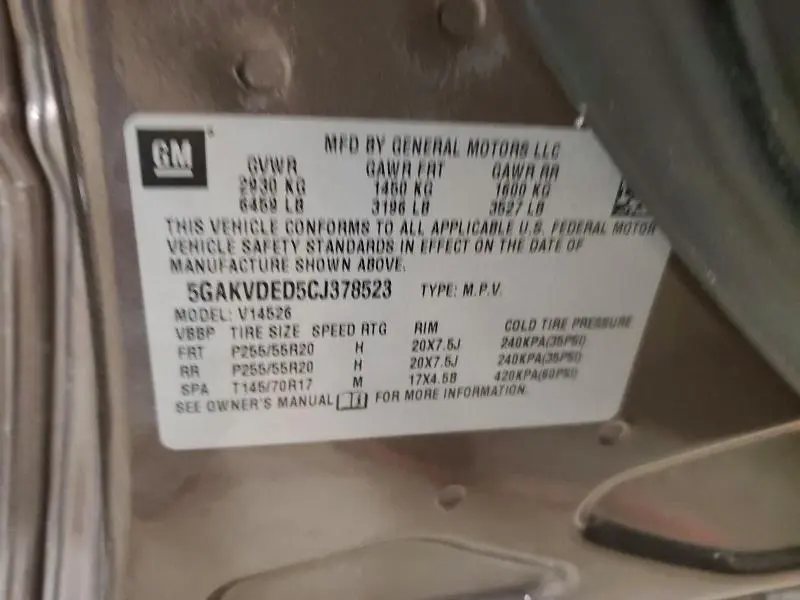 GM
MFD BY GENERAL MOTORS LLC
GVWR GAWR FRT GAWR RR
2930 KG 1450 KG 1600 KG
6459 LB 3196 LB 3527 LB
THIS VEHICLE CONFORMS TO ALL APPLICABLE U.S. FEDERAL MOTOR
VEHICLE SAFETY STANDARDS IN EFFECT ON THE DATE OF
MANUFACTURE SHOWN ABOVE.
5GAKVDED5CJ378523 TYPE: M.P.V.
MODEL: V14526
VBBP TIRE SIZE SPEED RTG RIM COLD TIRE PRESSURE
FRT P255/55R20 H 20X7.5J 240KPA(35PSI)
RR P255/55R20 H 20X7.5J 240KPA(35PSI)
SPA T145/70R17 M 17X4.5B 420KPA(60PSI)
SEE OWNER'S MANUAL FOR MORE INFORMATION.